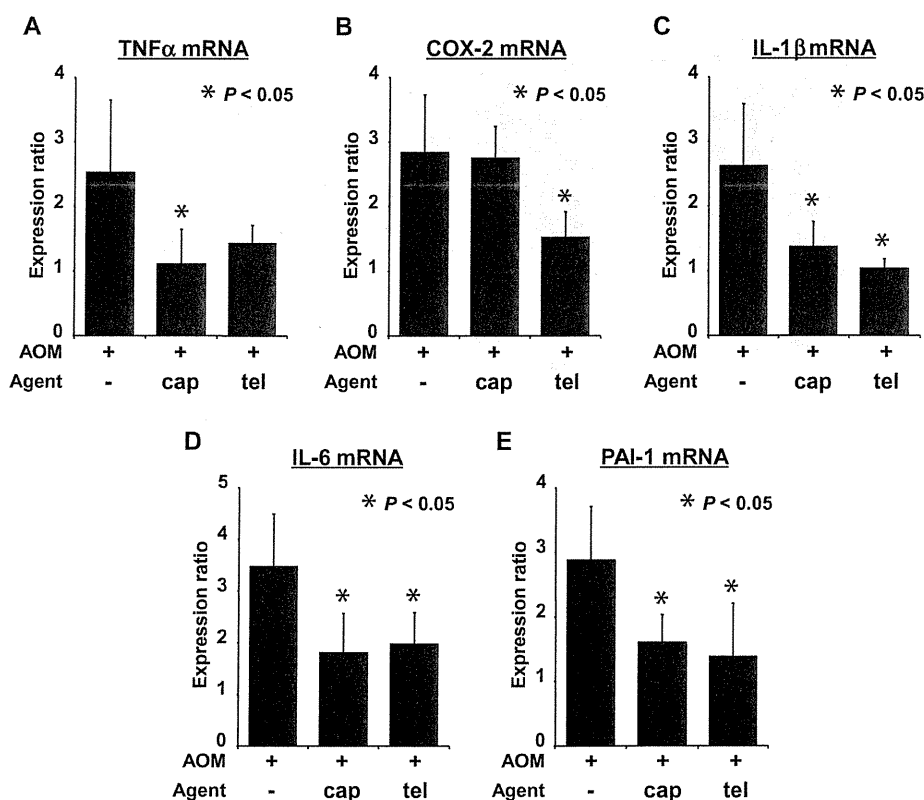 A
TNFα mRNA
* P < 0.05
Expression ratio
4
3
2
1
0
*
AOM + + +
Agent - cap tel
B
COX-2 mRNA
* P < 0.05
Expression ratio
4
3
2
1
0
*
AOM + + +
Agent - cap tel
C
IL-1β mRNA
* P < 0.05
Expression ratio
4
3
2
1
0
* *
AOM + + +
Agent - cap tel
D
IL-6 mRNA
* P < 0.05
Expression ratio
5
4
3
2
1
0
* *
AOM + + +
Agent - cap tel
E
PAI-1 mRNA
* P < 0.05
Expression ratio
4
3
2
1
0
* *
AOM + + +
Agent - cap tel